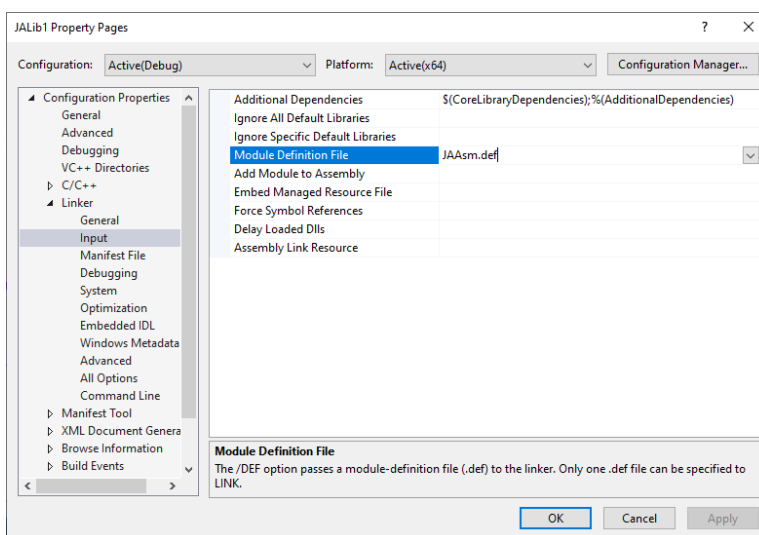 JALib1 Property Pages ? ×
Configuration: Active(Debug) Platform: Active(x64) Configuration Manager...
Configuration Properties
General
Advanced
Debugging
VC++ Directories
C/C++
Linker
General
Input
Manifest File
Debugging
System
Optimization
Embedded IDL
Windows Metadata
Advanced
All Options
Command Line
Manifest Tool
XML Document Genera
Browse Information
Build Events
Additional Dependencies $(CoreLibraryDependencies);%(AdditionalDependencies)
Ignore All Default Libraries
Ignore Specific Default Libraries
Module Definition File JAAsm.def
Add Module to Assembly
Embed Managed Resource File
Force Symbol References
Delay Loaded Dlls
Assembly Link Resource
Module Definition File
The /DEF option passes a module-definition file (.def) to the linker. Only one .def file can be specified to
LINK.
OK Cancel Apply